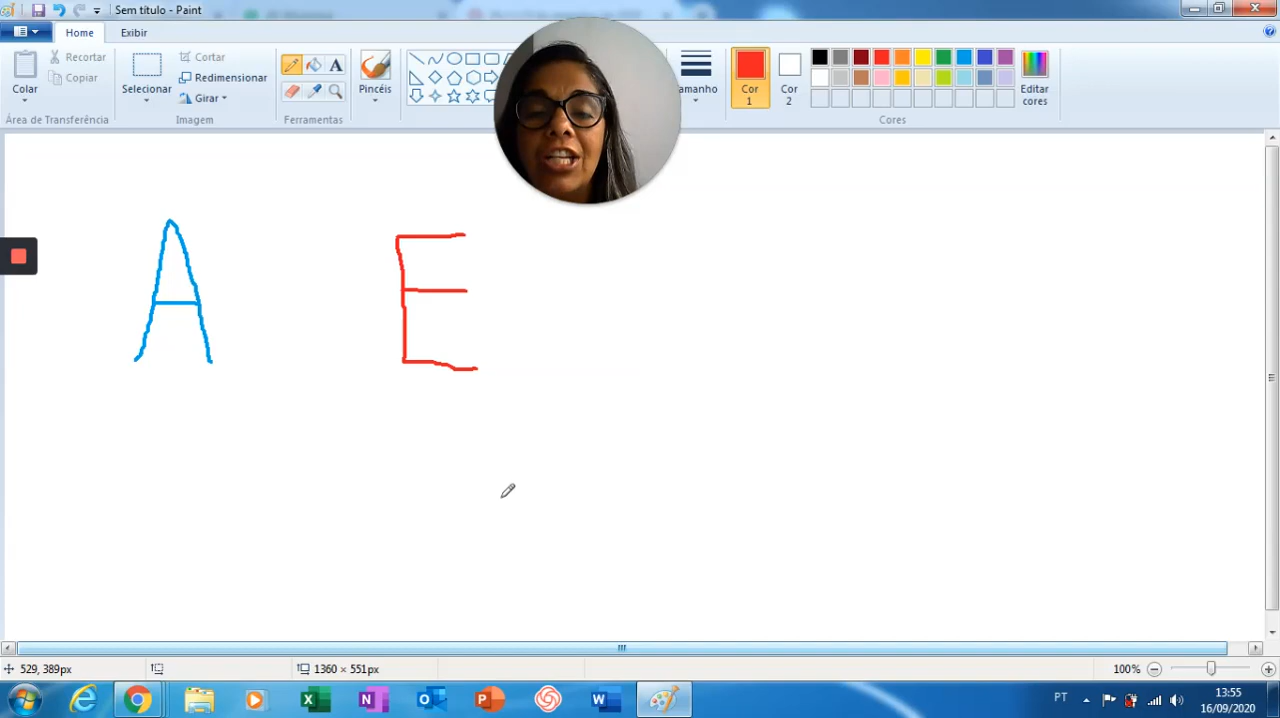 Sem título - Paint
Home Exibir
Colar
Recortar
Copiar
Área de Transferência
Selecionar
Cortar
Redimensionar
Girar
Imagem
A
Ferramentas
Pincéis
amanho
Cor
1
Cor
2
Editar
cores
Cores
A E
529, 389px
1360 × 551px
100%
PT
13:55
16/09/2020